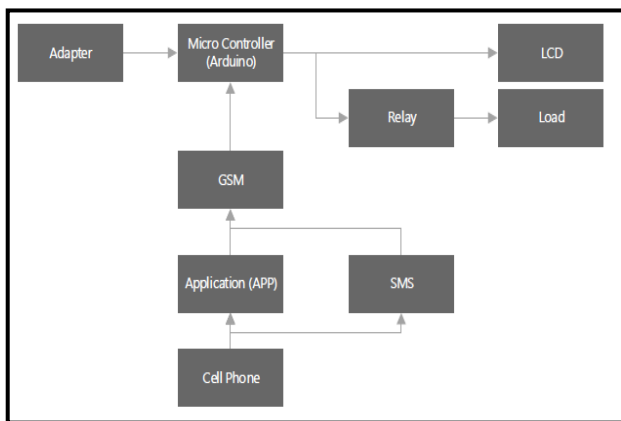 Adapter
Micro Controller
(Arduino)
LCD
Relay
Load
GSM
Application (APP)
SMS
Cell Phone